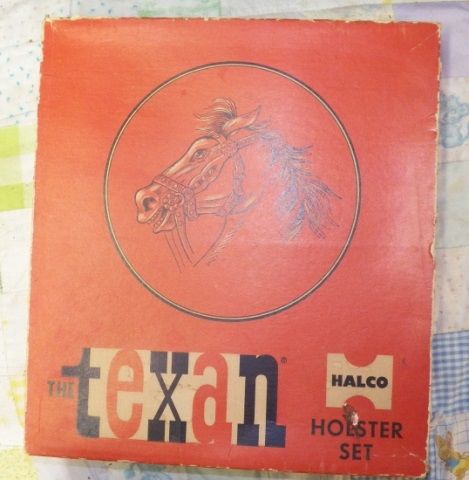 THE texan ®
HALCO
HOLSTER
SET